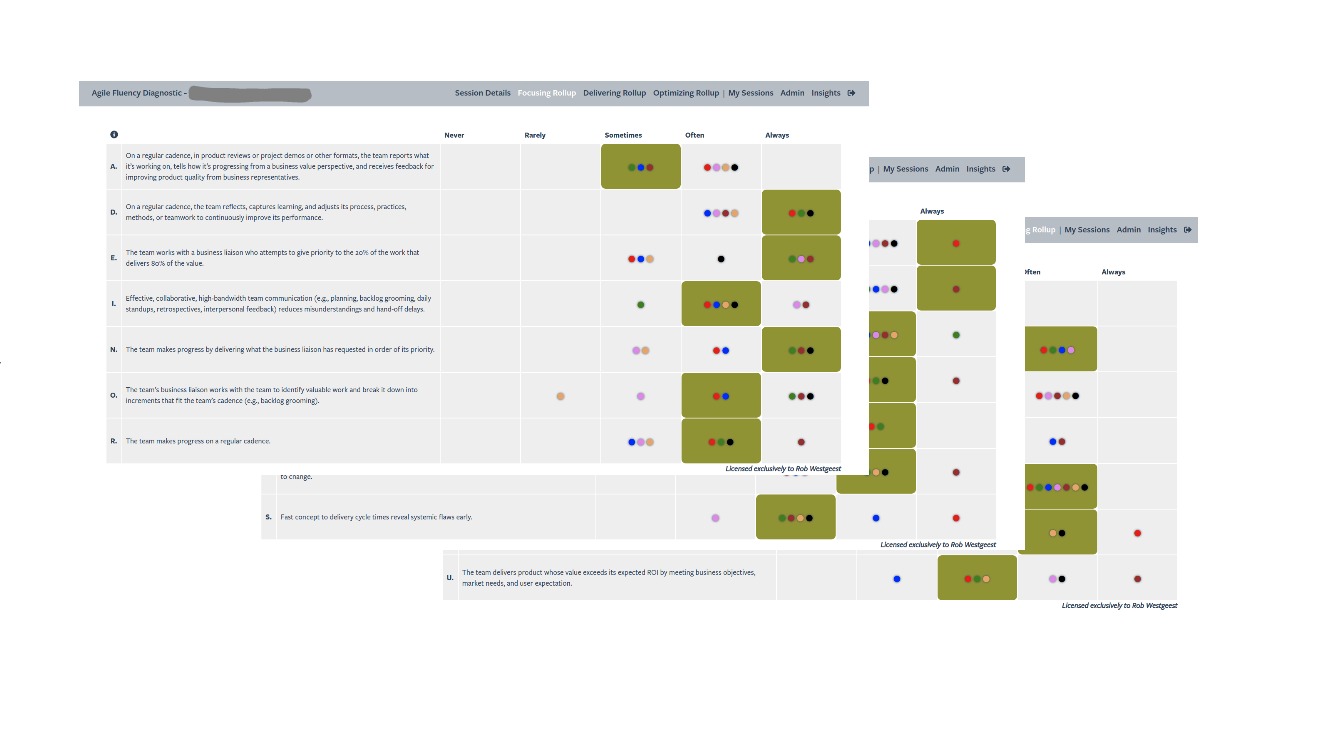 Agile Fluency Diagnostic -
Session Details Focusing Rollup Delivering Rollup Optimizing Rollup | My Sessions Admin Insights
Never Rarely Sometimes Often Always
A. On a regular cadence, in product reviews or project demos or other formats, the team reports what
it's working on, tells how it's progressing from a business value perspective, and receives feedback for
improving product quality from business representatives.
D. On a regular cadence, the team reflects, captures learning, and adjusts its process, practices,
methods, or teamwork to continuously improve its performance.
E. The team works with a business liaison who attempts to give priority to the 20% of the work that
delivers 80% of the value.
I. Effective, collaborative, high-bandwidth team communication (e.g., planning, backlog grooming, daily
standups, retrospectives, interpersonal feedback) reduces misunderstandings and hand-off delays.
N. The team makes progress by delivering what the business liaison has requested in order of its priority.
O. The team's business liaison works with the team to identify valuable work and break it down into
increments that fit the team's cadence (e.g., backlog grooming).
R. The team makes progress on a regular cadence.
Licensed exclusively to Rob Westgeest
p | My Sessions Admin Insights
Always
to change.
S. Fast concept to delivery cycle times reveal systemic flaws early.
Licensed exclusively to Rob Westgeest
g Rollup | My Sessions Admin Insights
Often Always
U. The team delivers product whose value exceeds its expected ROI by meeting business objectives,
market needs, and user expectation.
Licensed exclusively to Rob Westgeest